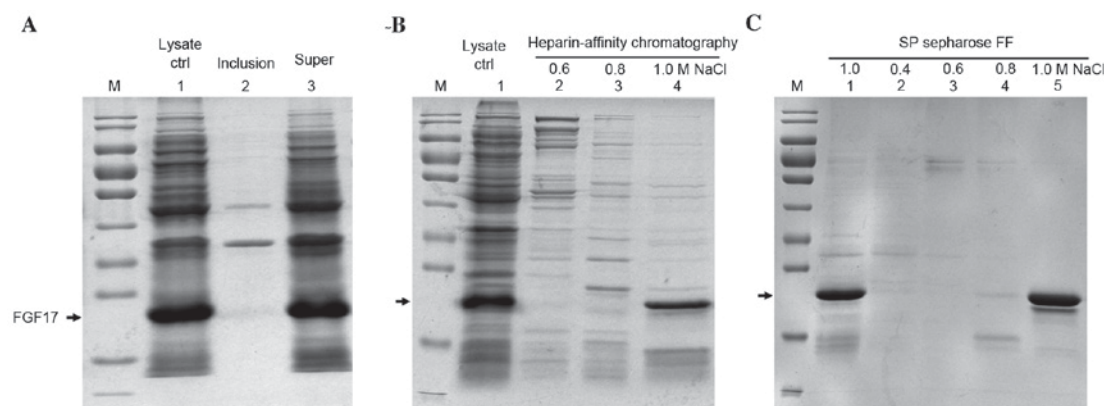 A
Lysate
ctrl
Inclusion
Super
M
1
2
3
FGF17
-B
Lysate
ctrl
Heparin-affinity chromatography
0.6
0.8
1.0 M NaCl
M
1
2
3
4
C
SP sepharose FF
1.0
0.4
0.6
0.8
1.0 M NaCl
M
1
2
3
4
5